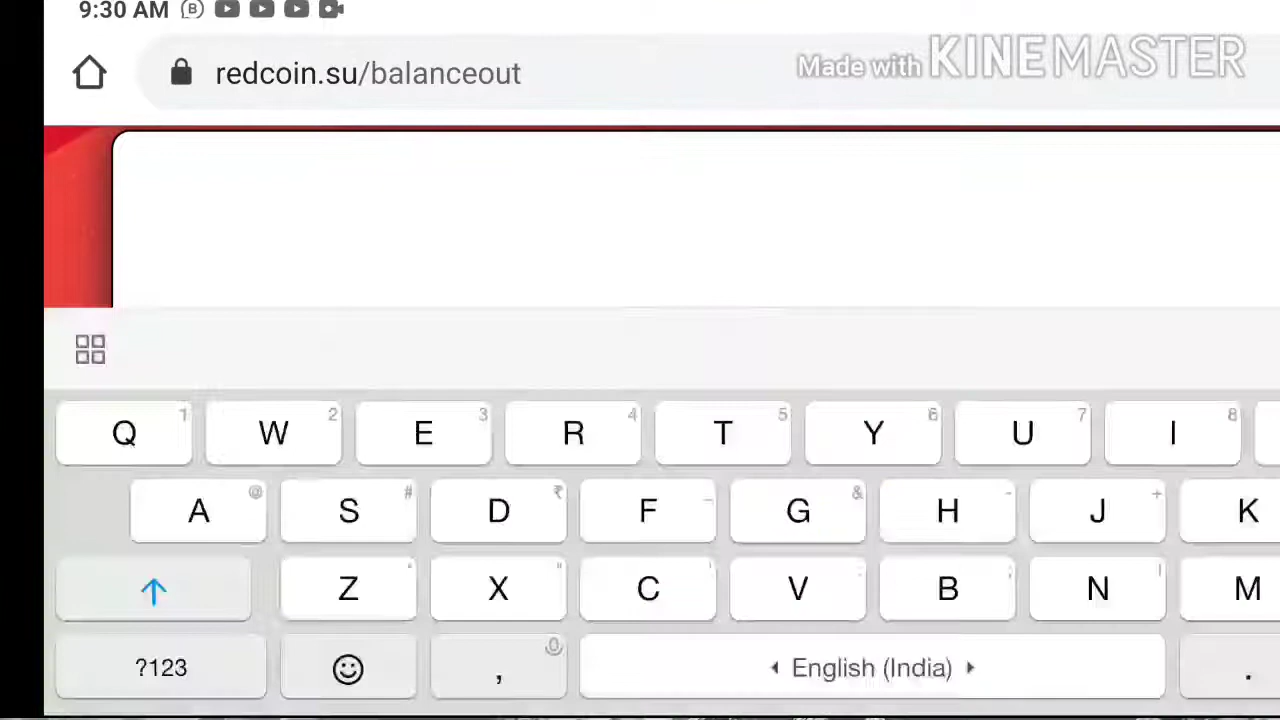 9:30 AM
redcoin.su/balanceout
Made with KINEMASTER
Q 1 W 2 E 3 R 4 T 5 Y 6 U 7 I 8
A @ S # D ₹ F _ G & H - J + K
Z * X " C ' V : B ; N ! M
?123 , English (India) .